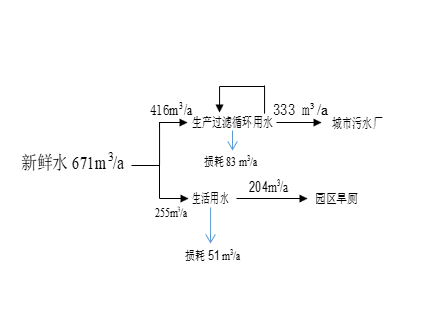 416m³/a
333 m³/a
生产过滤循环用水
城市污水厂
损耗 83 m³/a
新鲜水 671m³/a
204m³/a
生活用水
园区旱厕
255m³/a
损耗 51 m³/a